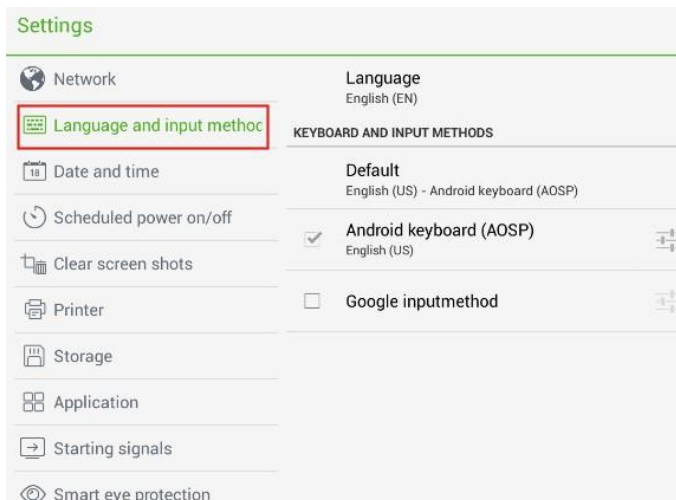 Settings
Network
Language and input methoc
18
Date and time
Scheduled power on/off
Clear screen shots
Printer
Storage
Application
Starting signals
Smart eye protection
Language
English (EN)
KEYBOARD AND INPUT METHODS
Default
English (US) - Android keyboard (AOSP)
Android keyboard (AOSP)
English (US)
Google inputmethod